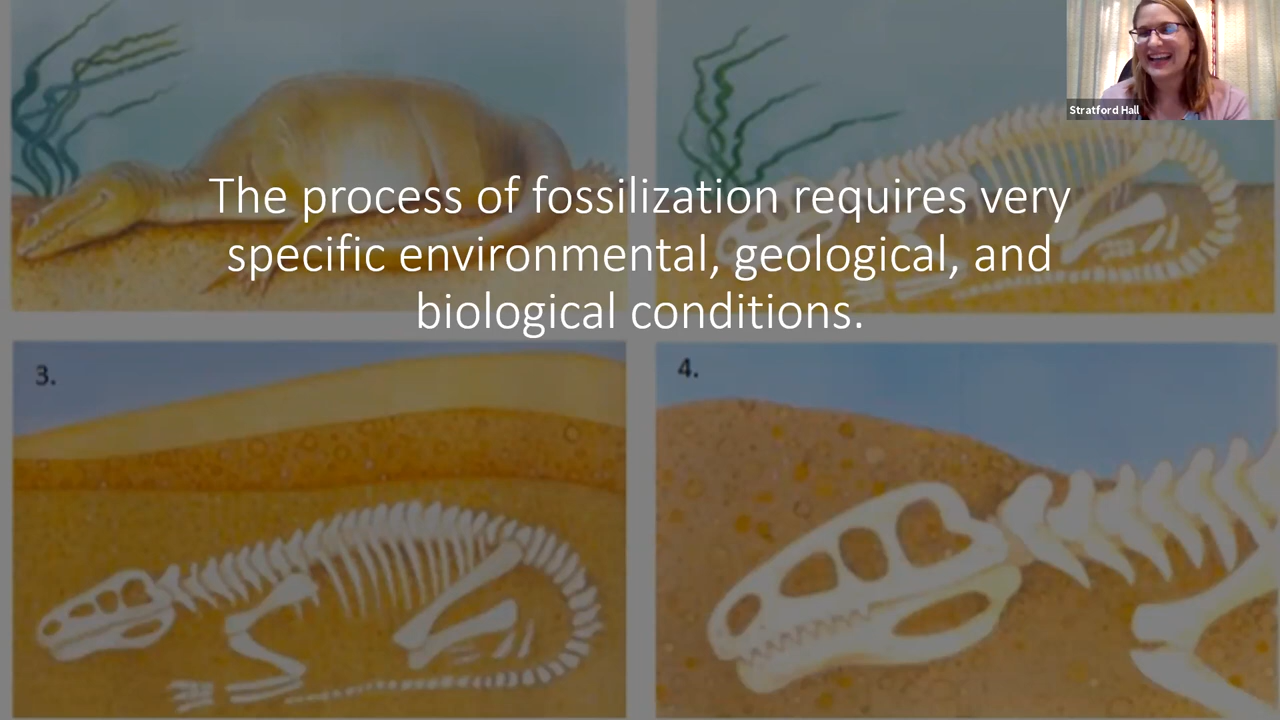 Stratford Hall
The process of fossilization requires very
specific environmental, geological, and
biological conditions.
3.
4.